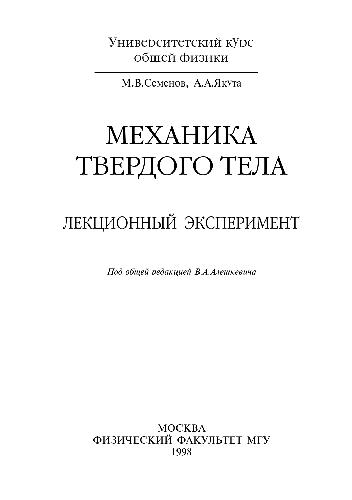 Университетский курс
общей физики
М.В.Семенов, А.А.Якута
МЕХАНИКА
ТВЕРДОГО ТЕЛА
ЛЕКЦИОННЫЙ ЭКСПЕРИМЕНТ
Под общей редакцией В.А.Алешкевича
МОСКВА
ФИЗИЧЕСКИЙ ФАКУЛЬТЕТ МГУ
1998